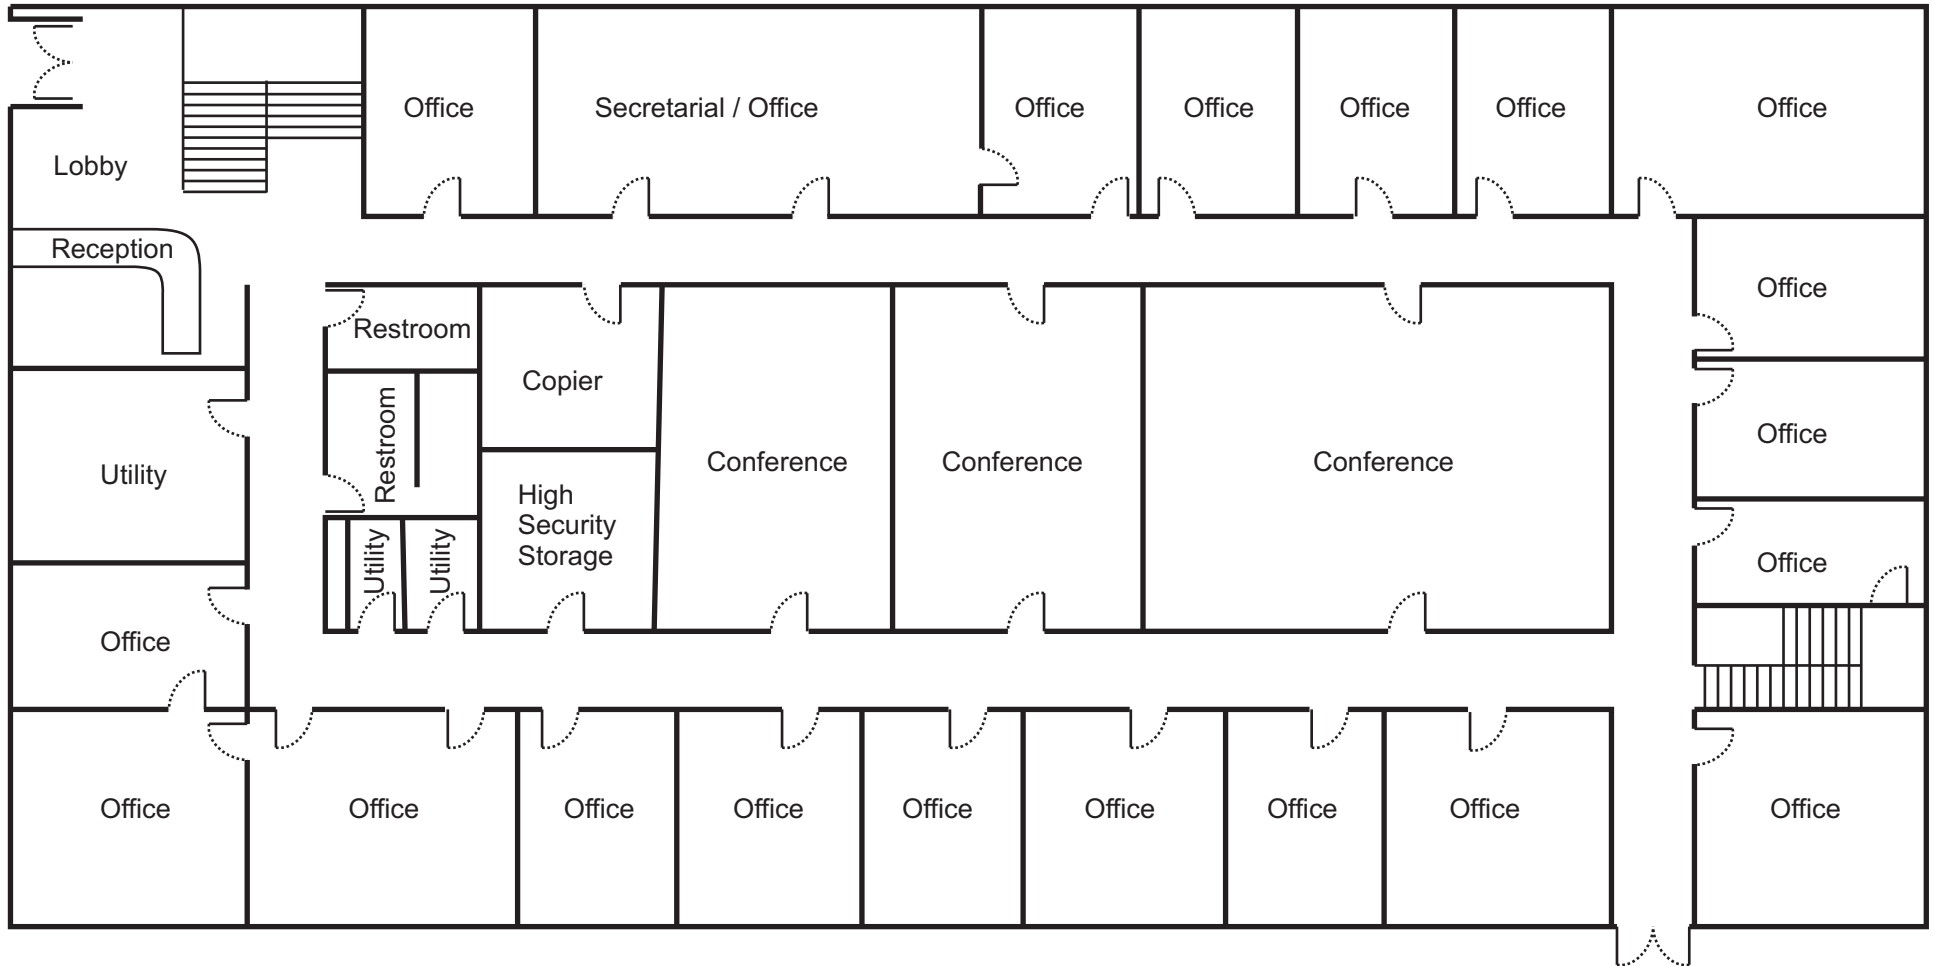 Office
Secretarial / Office
Office
Office
Office
Office
Office
Lobby
Reception
Office
Restroom
Copier
Restroom
Office
Conference
Conference
Conference
Utility
High
Security
Storage
Utility
Utility
Office
Office
Office
Office
Office
Office
Office
Office
Office
Office
Office